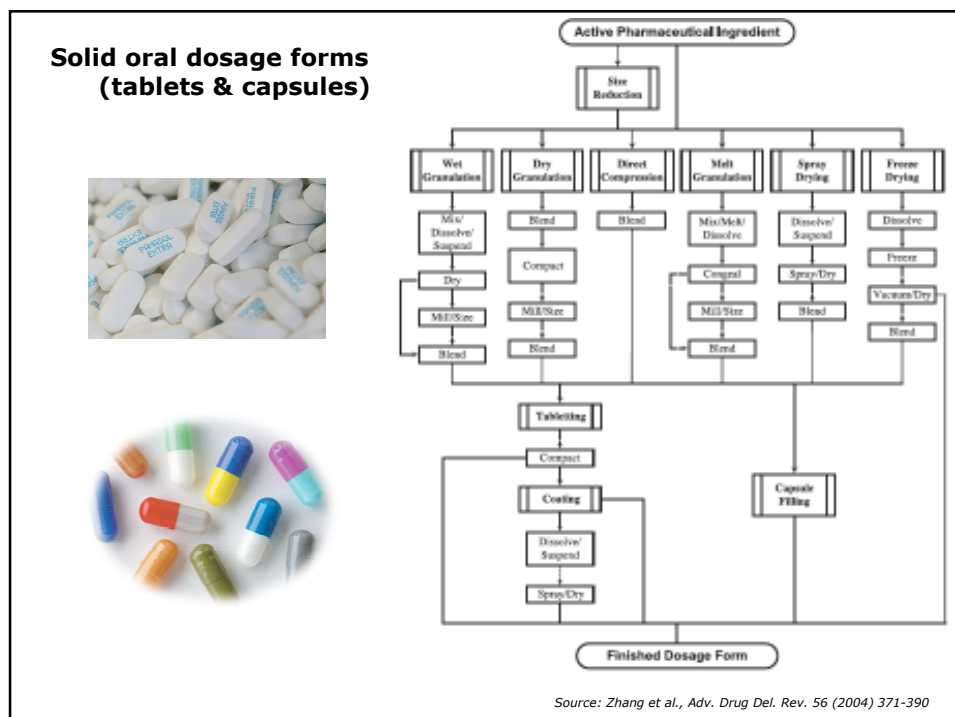 Solid oral dosage forms
(tablets & capsules)
Active Pharmaceutical Ingredient
Size
Reduction
Wet
Granulation
Dry
Granulation
Direct
Compression
Melt
Granulation
Spray
Drying
Freeze
Drying
Mix/
Dissolve/
Suspend
Dry
Mill/Size
Blend
Blend
Compact
Mill/Size
Blend
Blend
Mix/Melt/
Dissolve
Congeal
Mill/Size
Blend
Dissolve/
Suspend
Spray/Dry
Blend
Dissolve
Freeze
Vacuum/Dry
Blend
PANADOL
EXTRA
Tabletting
Compact
Coating
Dissolve/
Suspend
Spray/Dry
Capsule
Filling
Finished Dosage Form
Source: Zhang et al., Adv. Drug Del. Rev. 56 (2004) 371-390